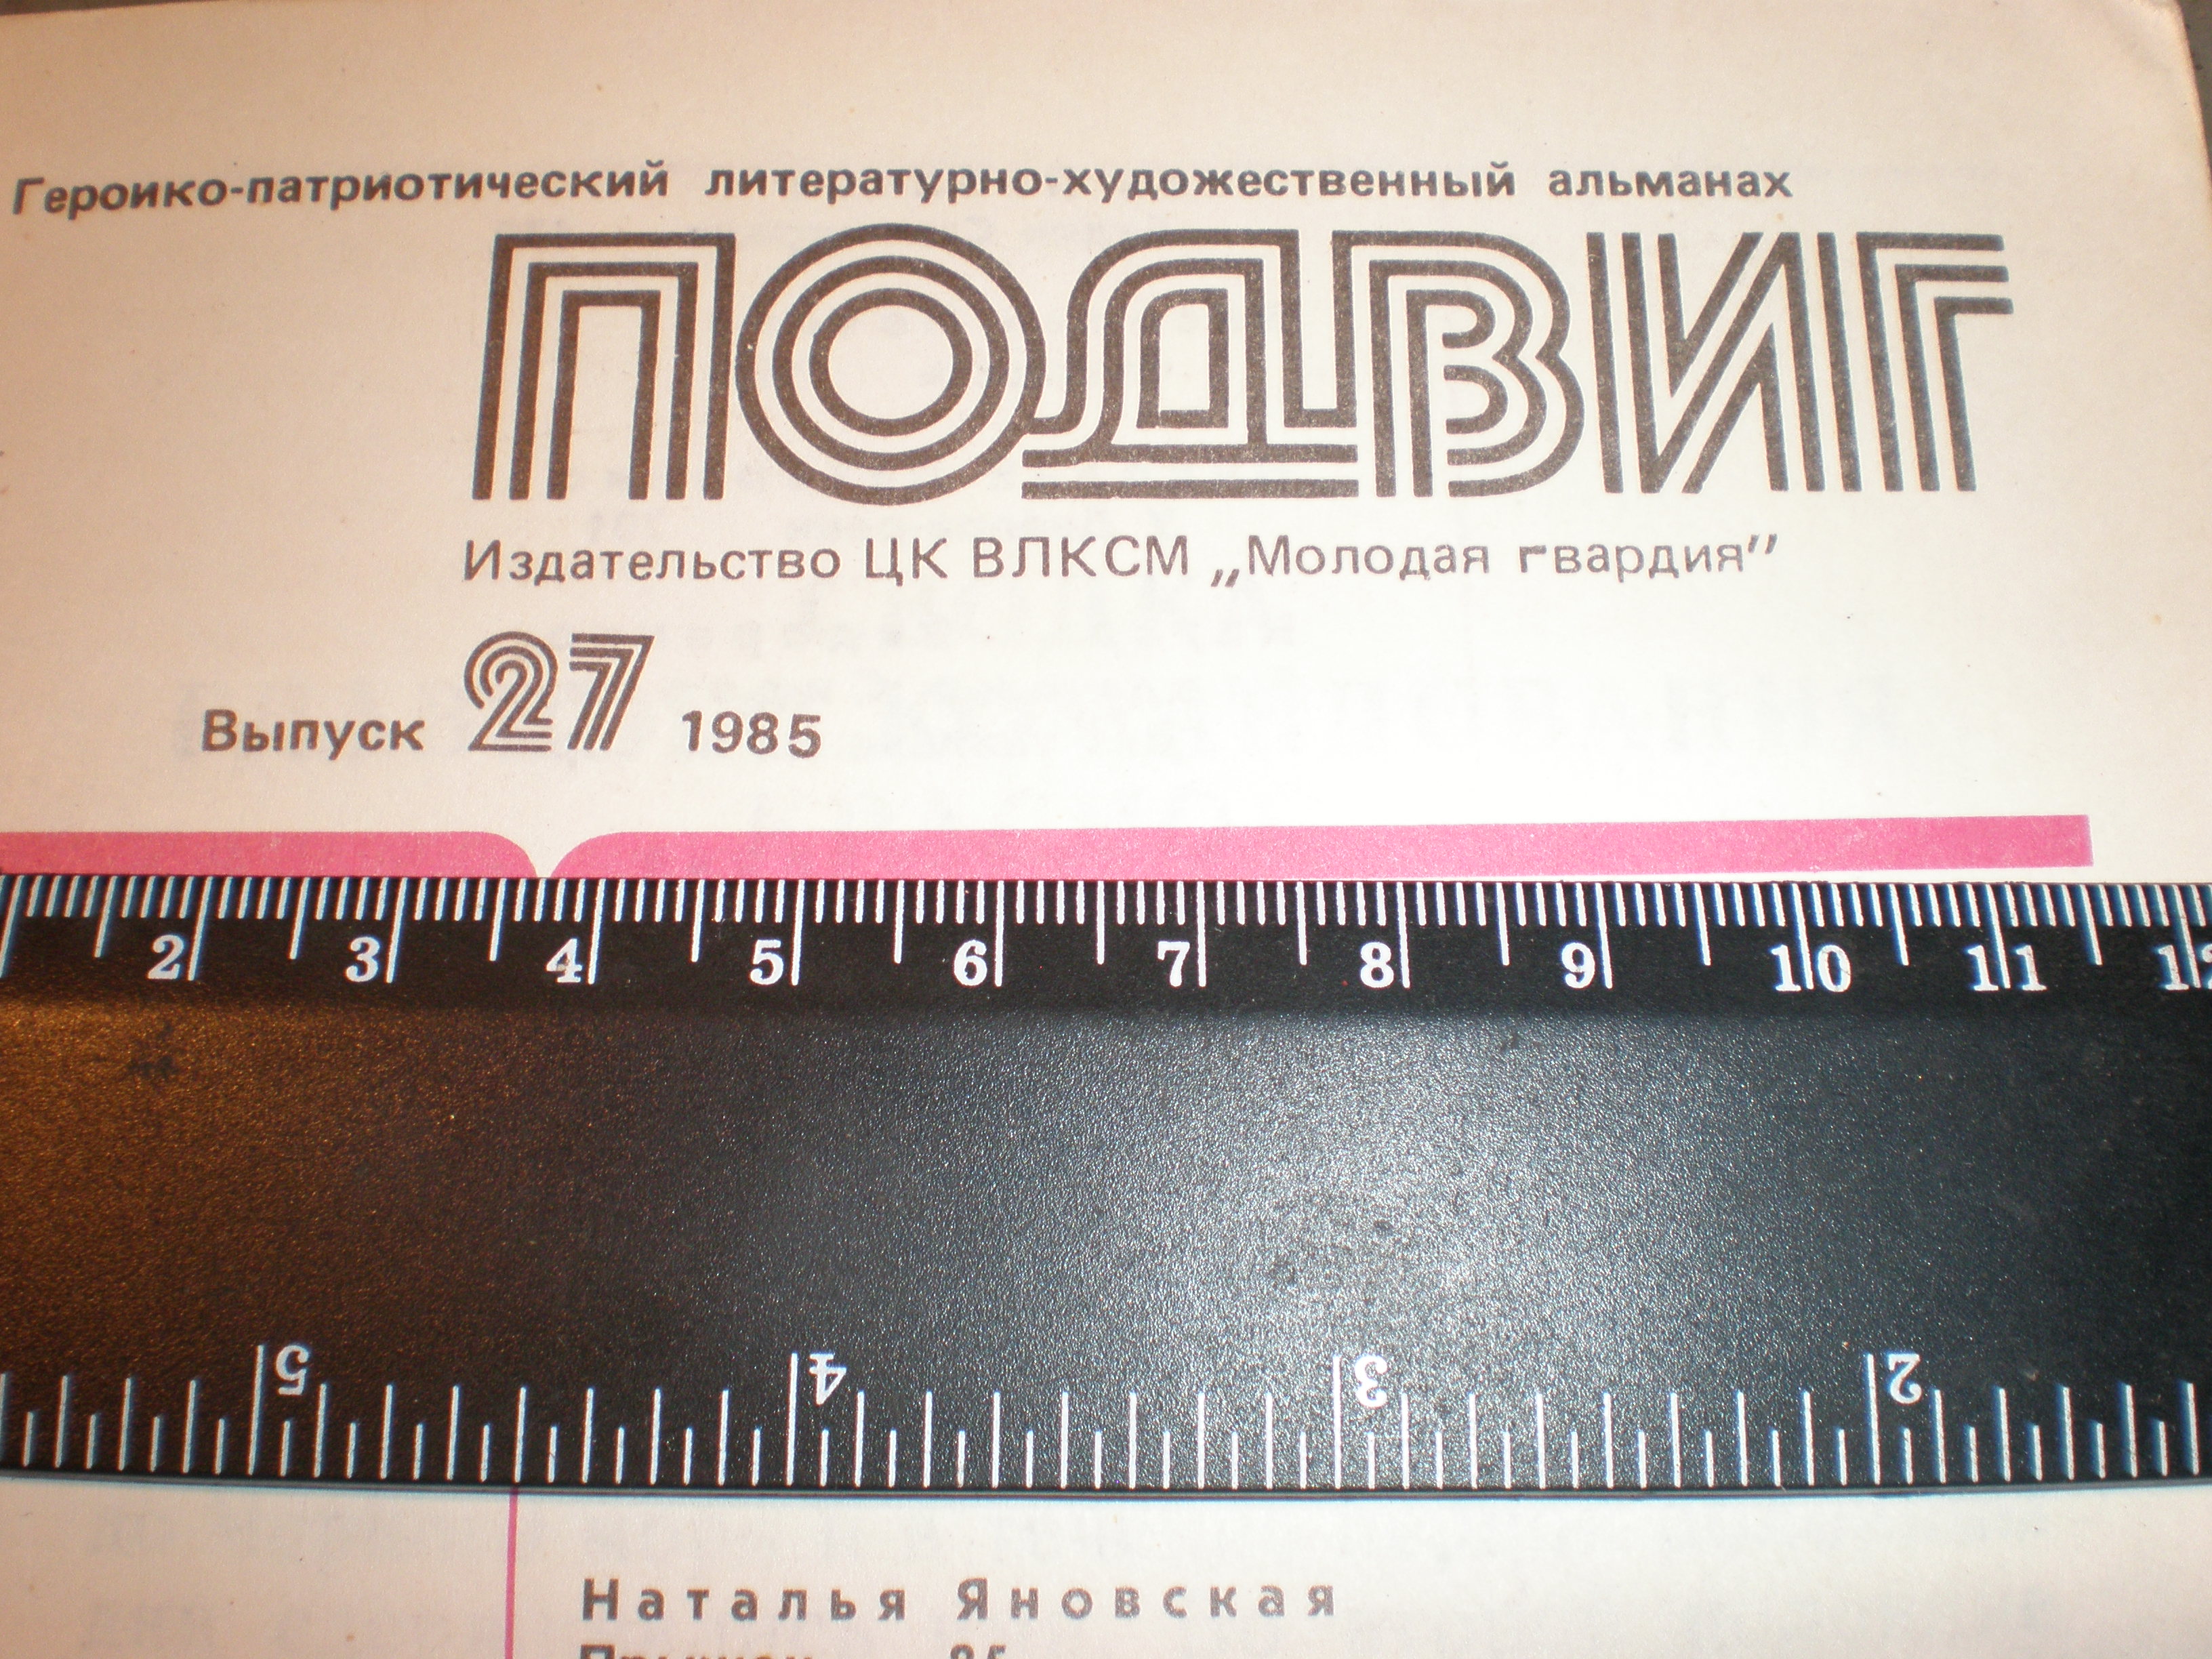 Героико-патриотический литературно-художественный альманах
ПОДВИГ
Издательство ЦК ВЛКСМ „Молодая гвардия”
Выпуск 27 1985
2 3 4 5 6 7 8 9 10 11 12
5 4 3 2
Наталья Яновская